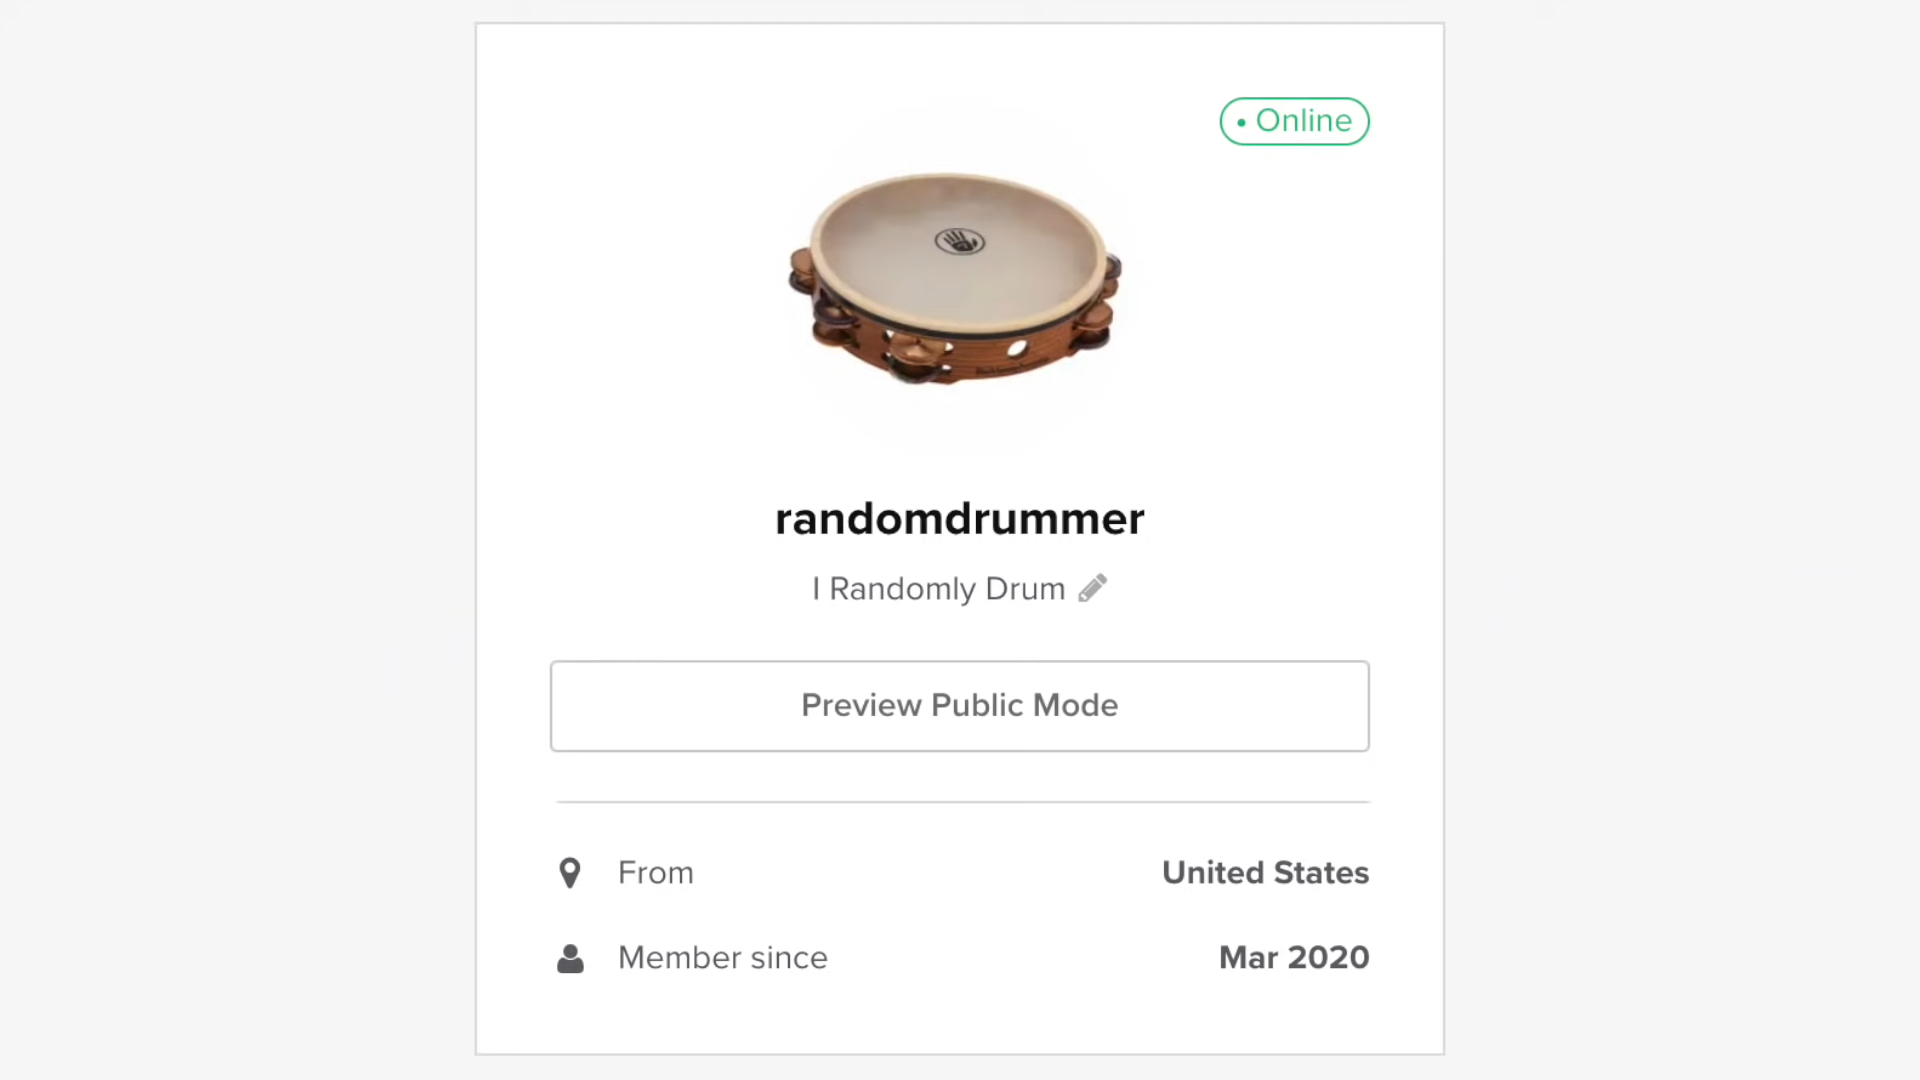 • Online
randomdrummer
I Randomly Drum
Preview Public Mode
From United States
Member since Mar 2020